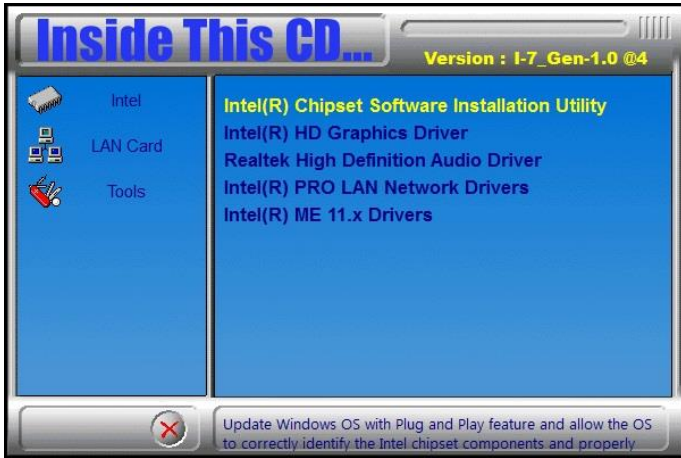 Inside This CD...
Version : I-7_Gen-1.0 @4
Intel
LAN Card
Tools
Intel(R) Chipset Software Installation Utility
Intel(R) HD Graphics Driver
Realtek High Definition Audio Driver
Intel(R) PRO LAN Network Drivers
Intel(R) ME 11.x Drivers
Update Windows OS with Plug and Play feature and allow the OS
to correctly identify the Intel chipset components and properly